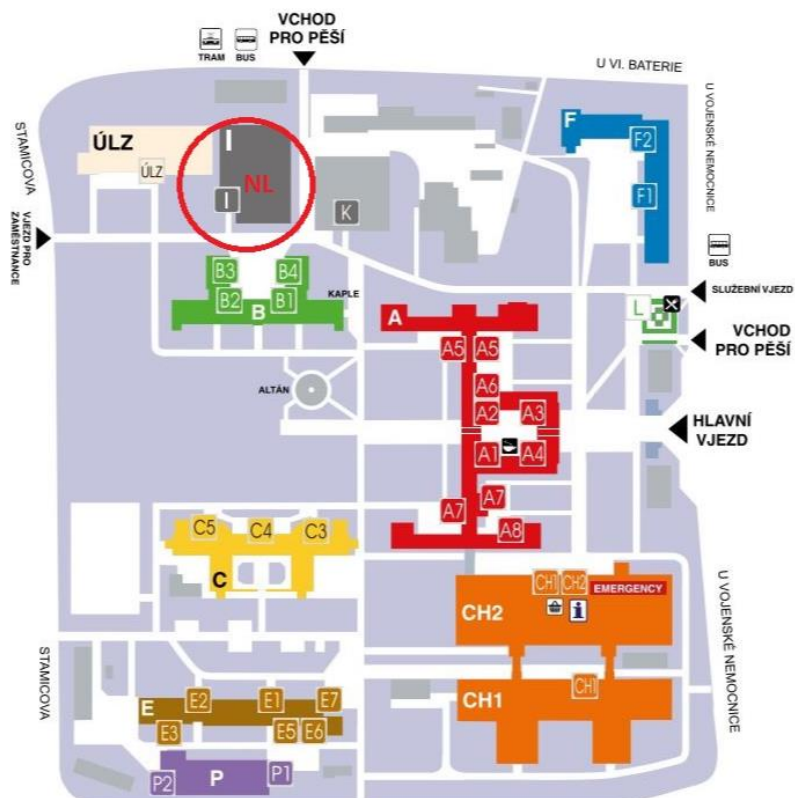 VCHOD
PRO PĚŠÍ
TRAM
BUS
U VI. BATERIE
U VOJENSKÉ NEMOCNICE
STAMICOVA
ÚLZ
ÚLZ
I
NL
I
K
F
F2
F1
VJEZD PRO
ZAMĚSTNANCE
BUS
B3
B4
B2
B1
B
KAPLE
SLUŽEBNÍ VJEZD
L
VCHOD
PRO PĚŠÍ
A
A5
A5
A6
A2
A3
ALTÁN
HLAVNÍ
VJEZD
A1
A4
A7
A7
A8
C5
C4
C3
C
CH1
CH2
EMERGENCY
CH2
i
U VOJENSKÉ NEMOCNICE
STAMICOVA
CH1
CH1
E
E2
E1
E7
E3
E5
E6
P2
P
P1